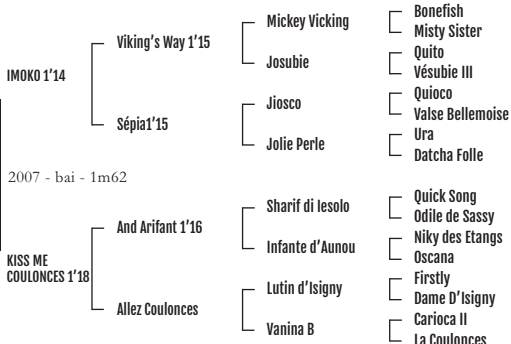 IMOKO 1'14
2007 - bai - 1m62
KISS ME
COULONCES 1'18
Viking's Way 1'15
Sépia1'15
And Arifant 1'16
Allez Coulonces
Mickey Vicking
Josubie
Jiosco
Jolie Perle
Sharif di Iesolo
Infante d'Aunou
Lutin d'Isigny
Vanina B
Bonefish
Misty Sister
Quito
Vésubie III
Quioco
Valse Bellemoise
Ura
Datcha Folle
Quick Song
Odile de Sassy
Niky des Etangs
Oscana
Firstly
Dame D'Isigny
Carioca II
La Coulonces